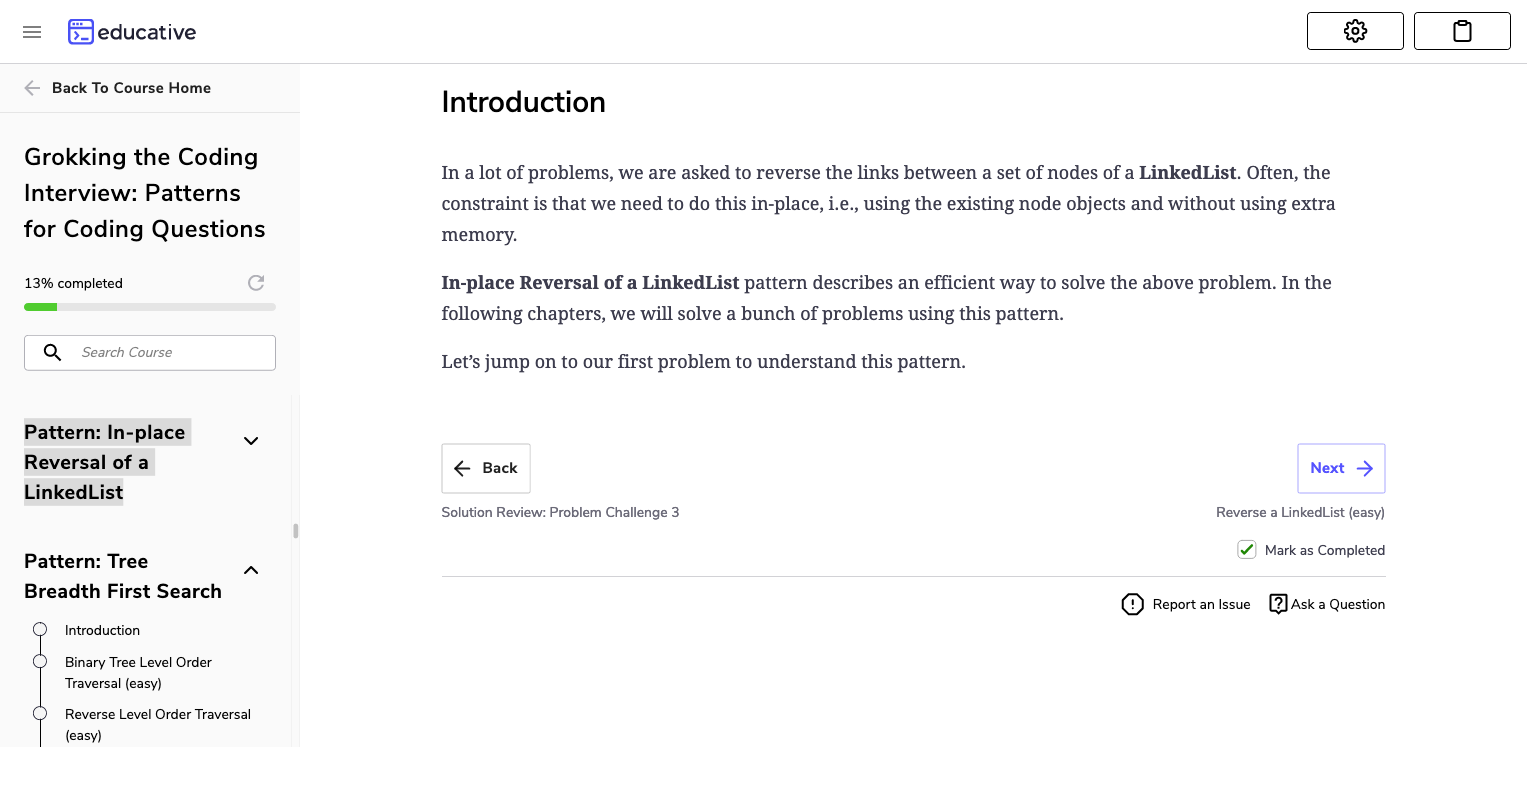 educative
Back To Course Home
Grokking the Coding
Interview: Patterns
for Coding Questions
13% completed
Search Course
Pattern: In-place
Reversal of a
LinkedList
Pattern: Tree
Breadth First Search
Introduction
Binary Tree Level Order
Traversal (easy)
Reverse Level Order Traversal
(easy)
Introduction
In a lot of problems, we are asked to reverse the links between a set of nodes of a LinkedList. Often, the
constraint is that we need to do this in-place, i.e., using the existing node objects and without using extra
memory.
In-place Reversal of a LinkedList pattern describes an efficient way to solve the above problem. In the
following chapters, we will solve a bunch of problems using this pattern.
Let’s jump on to our first problem to understand this pattern.
Back
Next
Solution Review: Problem Challenge 3
Reverse a LinkedList (easy)
Mark as Completed
Report an Issue
Ask a Question